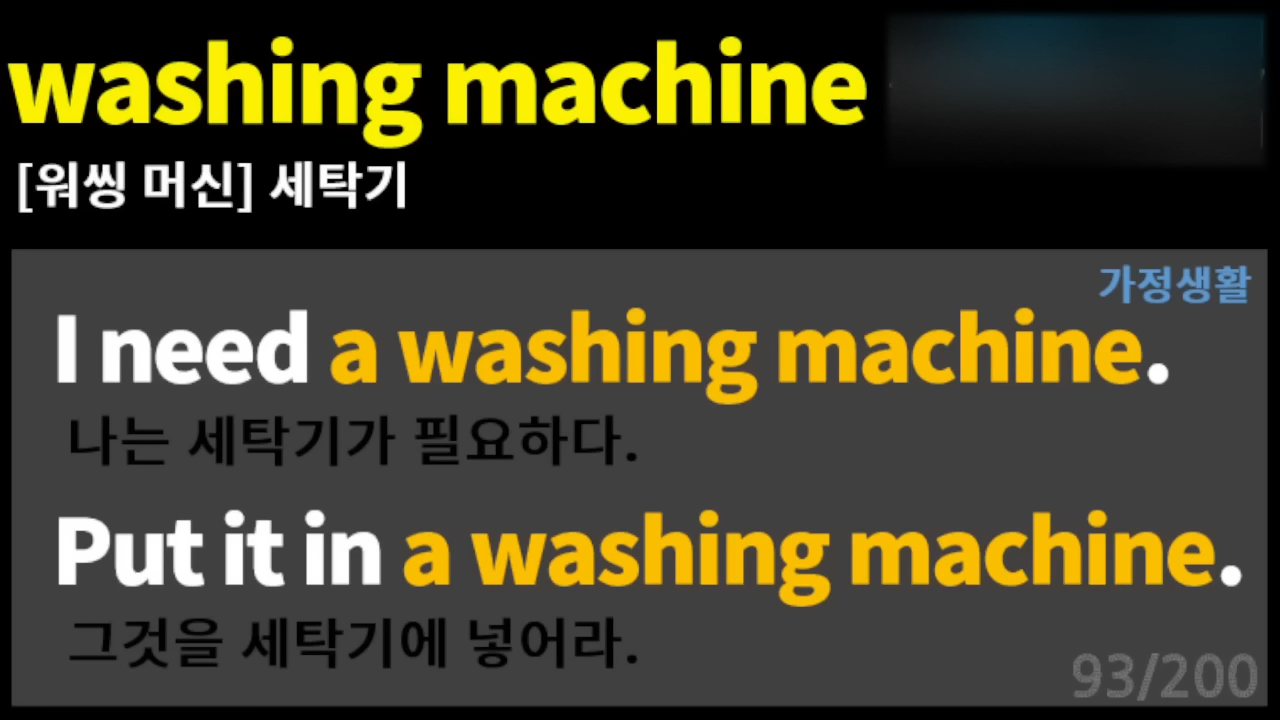 washing machine
[워씽 머신] 세탁기
가정생활
I need a washing machine.
나는 세탁기가 필요하다.
Put it in a washing machine.
그것을 세탁기에 넣어라.
93/200